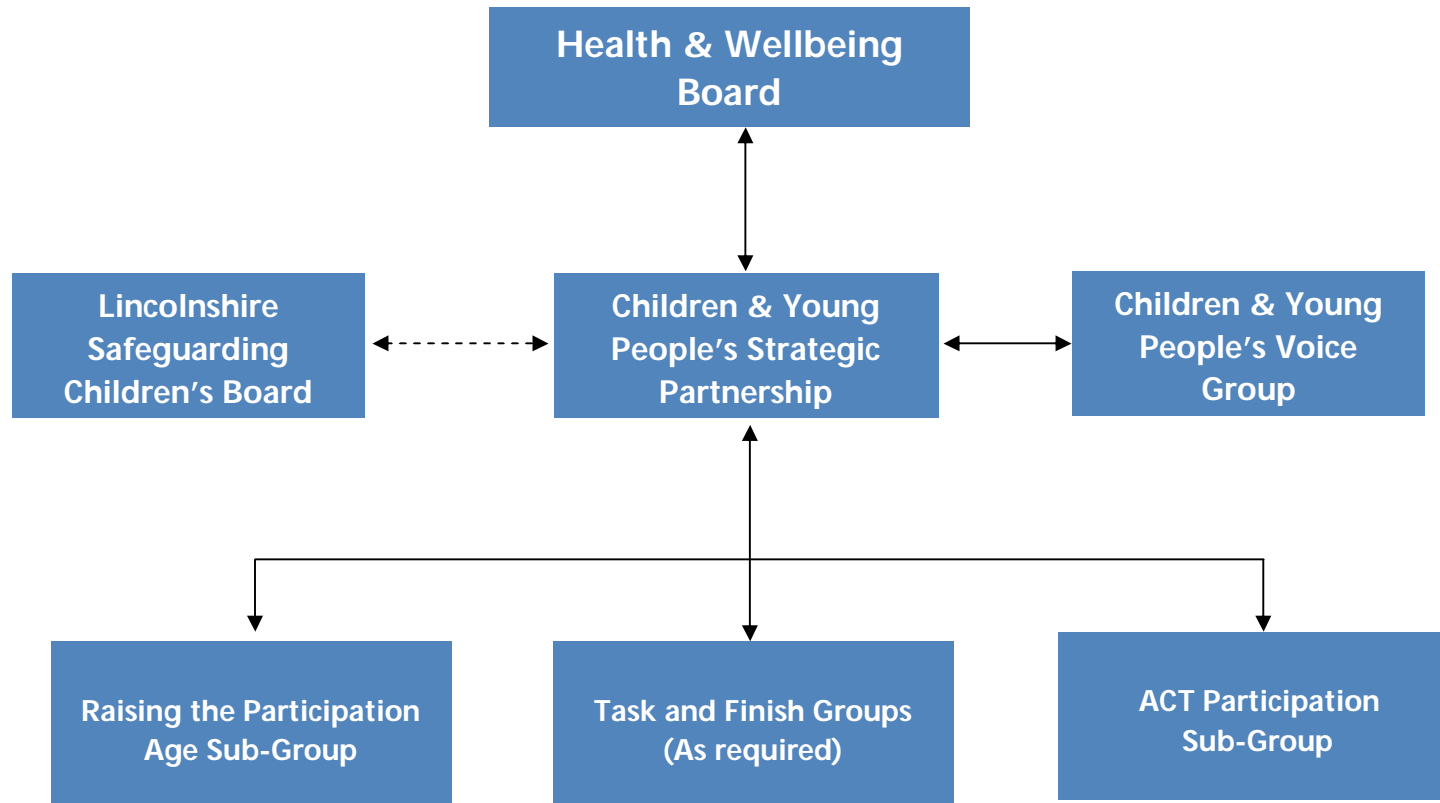 Health & Wellbeing
Board
Lincolnshire
Safeguarding
Children’s Board
Children & Young
People’s Strategic
Partnership
Children & Young
People’s Voice
Group
Raising the Participation
Age Sub-Group
Task and Finish Groups
(As required)
ACT Participation
Sub-Group